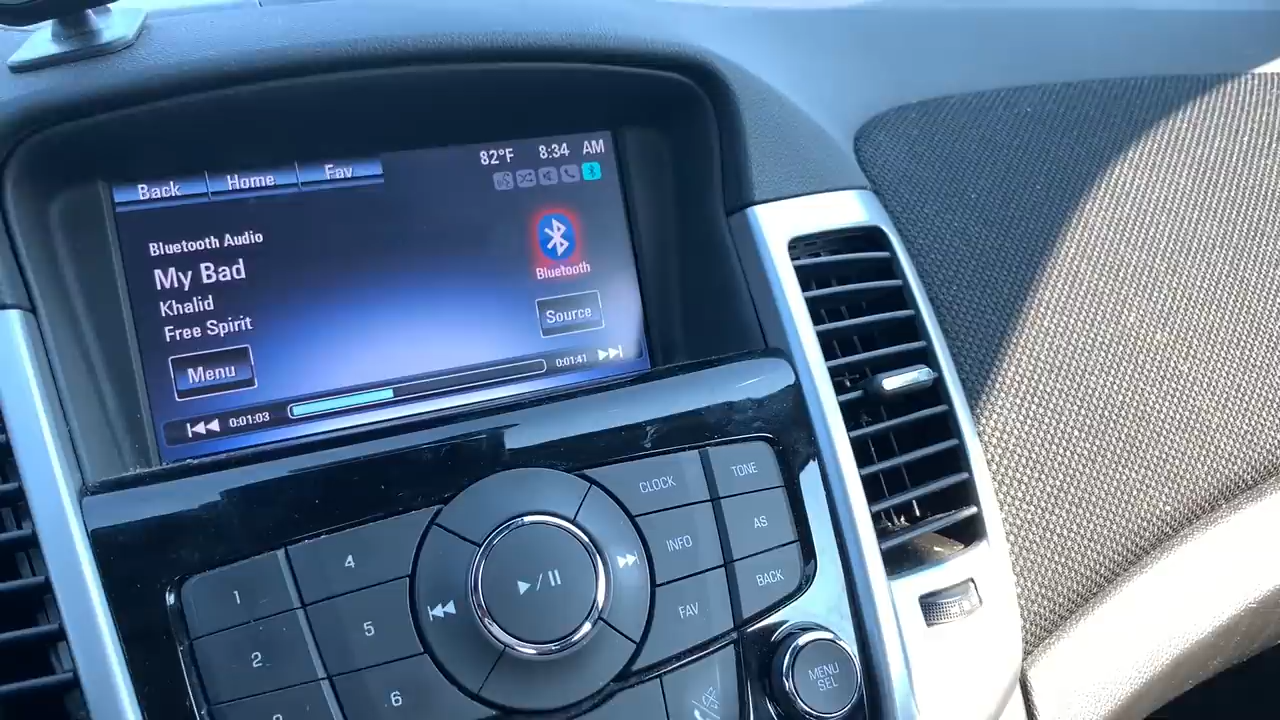 Back Home Fav
82°F 8:34 AM
Bluetooth Audio
My Bad
Khalid
Free Spirit
Bluetooth
Source
Menu
0:01:03
0:01:41
CLOCK
TONE
INFO
AS
FAV
BACK
1
4
2
5
6
MENU
SEL